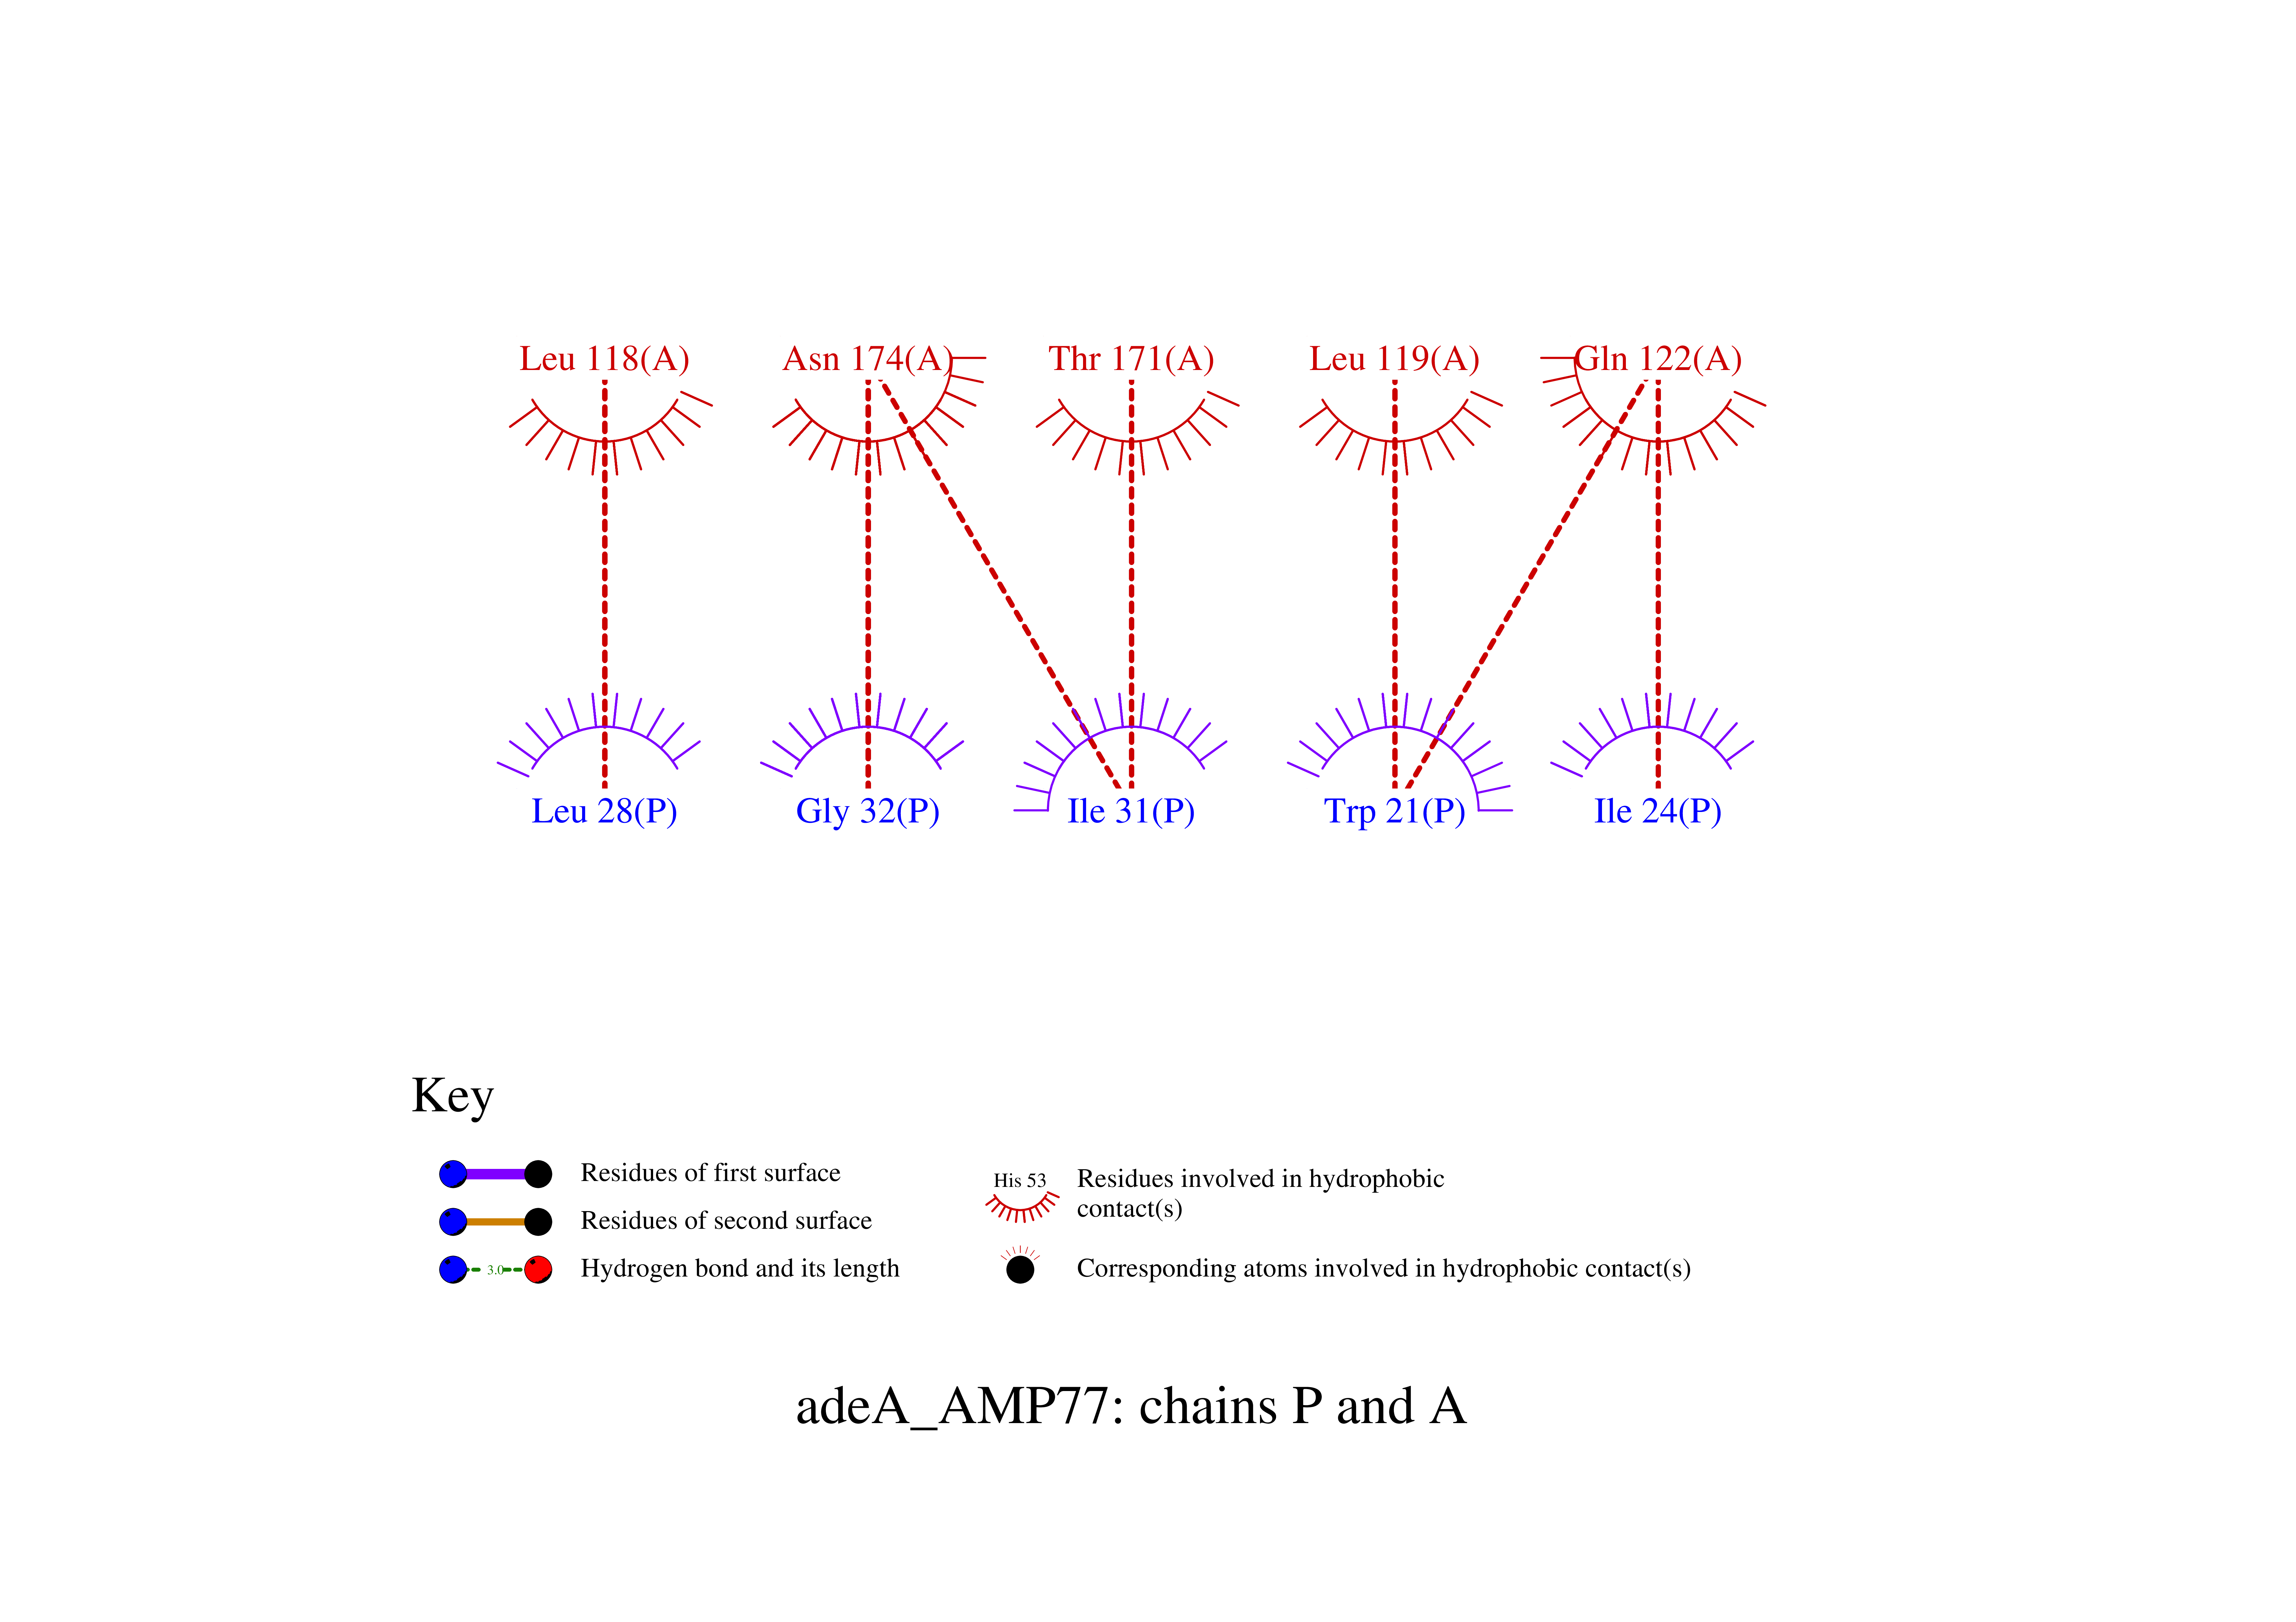 Leu 118(A) Asn 174(A) Thr 171(A) Leu 119(A) Gln 122(A)
Leu 28(P) Gly 32(P) Ile 31(P) Trp 21(P) Ile 24(P)
Key
Residues of first surface
Residues of second surface
3.0 Hydrogen bond and its length
His 53 Residues involved in hydrophobic
contact(s)
Corresponding atoms involved in hydrophobic contact(s)
adeA_AMP77: chains P and A